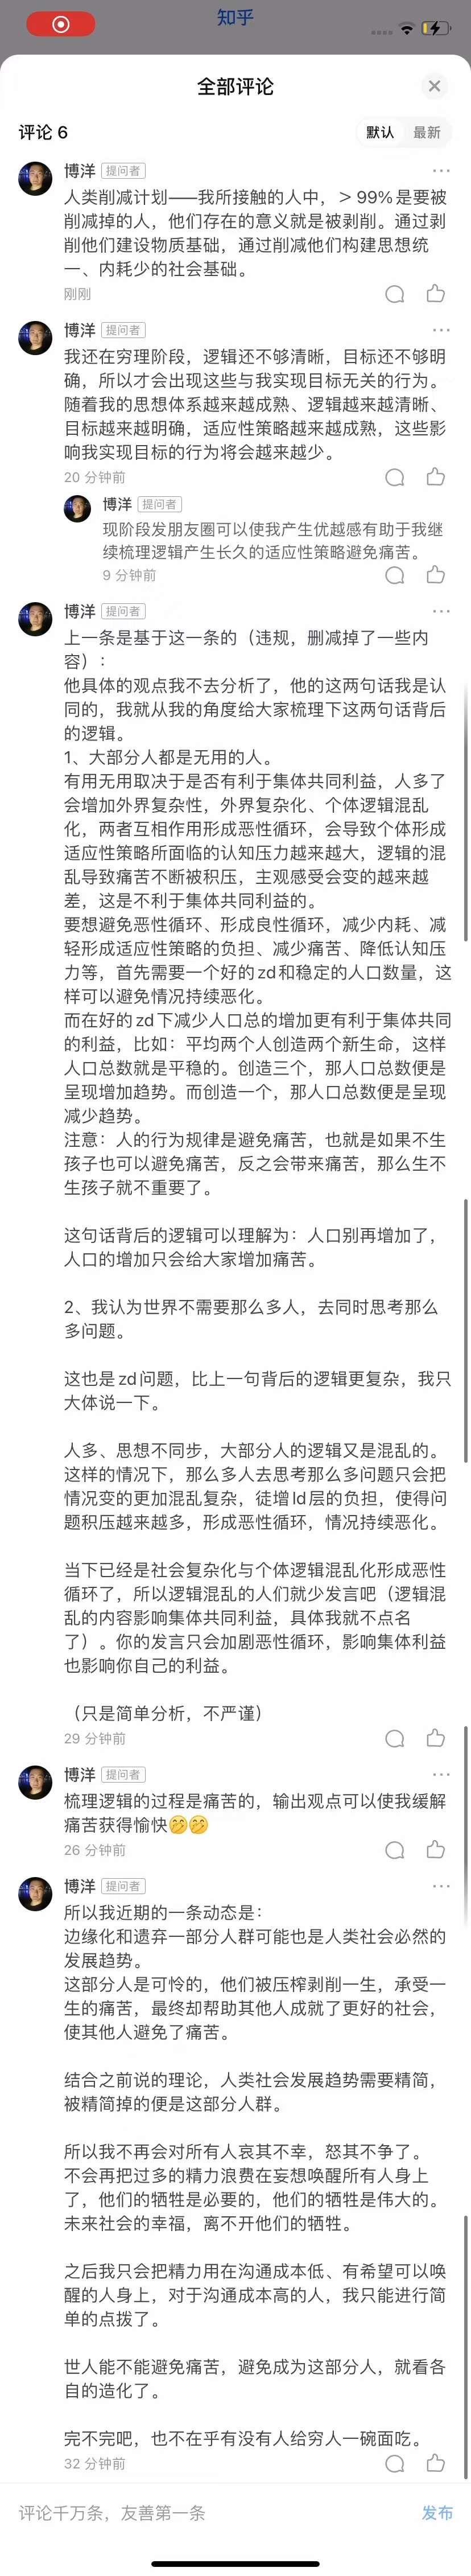 知乎
全部评论
评论 6
默认 最新
博洋 提问者
人类削减计划——我所接触的人中，＞99%是要被
削减掉的人，他们存在的意义就是被剥削。通过剥
削他们建设物质基础，通过削减他们构建思想统
一、内耗少的社会基础。
刚刚
博洋 提问者
我还在穷理阶段，逻辑还不够清晰，目标还不够明
确，所以才会出现这些与我实现目标无关的行为。
随着我的思想体系越来越成熟、逻辑越来越清晰、
目标越来越明确，适应性策略越来越成熟，这些影
响我实现目标的行为将会越来越少。
20 分钟前
博洋 提问者
现阶段发朋友圈可以使我产生优越感有助于我继
续梳理逻辑产生长久的适应性策略避免痛苦。
9 分钟前
博洋 提问者
上一条是基于这一条的（违规，删减掉了一些内
容）：
他具体的观点我不去分析了，他的这两句话我是认
同的，我就从我的角度给大家梳理下这两句话背后
的逻辑。
1、大部分人都是无用的人。
有用无用取决于是否有利于集体共同利益，人多了
会增加外界复杂性，外界复杂化、个体逻辑混乱
化，两者互相作用形成恶性循环，会导致个体形成
适应性策略所面临的认知压力越来越大，逻辑的混
乱导致痛苦不断被积压，主观感受会变的越来越
差，这是不利于集体共同利益的。
要想避免恶性循环、形成良性循环，减少内耗、减
轻形成适应性策略的负担、减少痛苦、降低认知压
力等，首先需要一个好的zd和稳定的人口数量，这
样可以避免情况持续恶化。
而在好的zd下减少人口总的增加更有利于集体共同
的利益，比如：平均两个人创造两个新生命，这样
人口总数就是平稳的。创造三个，那人口总数便是
呈现增加趋势。而创造一个，那人口总数便是呈现
减少趋势。
注意：人的行为规律是避免痛苦，也就是如果不生
孩子也可以避免痛苦，反之会带来痛苦，那么生不
生孩子就不重要了。
这句话背后的逻辑可以理解为：人口别再增加了，
人口的增加只会给大家增加痛苦。
2、我认为世界不需要那么多人，去同时思考那么
多问题。
这也是zd问题，比上一句背后的逻辑更复杂，我只
大体说一下。
人多、思想不同步，大部分人的逻辑又是混乱的。
这样的情况下，那么多人去思考那么多问题只会把
情况变的更加混乱复杂，徒增ld层的负担，使得问
题积压越来越多，形成恶性循环，情况持续恶化。
当下已经是社会复杂化与个体逻辑混乱化形成恶性
循环了，所以逻辑混乱的人们就少发言吧（逻辑混
乱的内容影响集体共同利益，具体我就不点名
了）。你的发言只会加剧恶性循环，影响集体利益
也影响你自己的利益。
（只是简单分析，不严谨）
29 分钟前
博洋 提问者
梳理逻辑的过程是痛苦的，输出观点可以使我缓解
痛苦获得愉快🤭🤭
26 分钟前
博洋 提问者
所以我近期的一条动态是：
边缘化和遗弃一部分人群可能也是人类社会必然的
发展趋势。
这部分人是可怜的，他们被压榨剥削一生，承受一
生的痛苦，最终却帮助其他人成就了更好的社会，
使其他人避免了痛苦。
结合之前说的理论，人类社会发展趋势需要精简，
被精简掉的便是这部分人群。
所以我不再会对所有人哀其不幸，怒其不争了。
不会再把过多的精力浪费在妄想唤醒所有人身上
了，他们的牺牲是必要的，他们的牺牲是伟大的。
未来社会的幸福，离不开他们的牺牲。
之后我只会把精力用在沟通成本低、有希望可以唤
醒的人身上，对于沟通成本高的人，我只能进行简
单的点拨了。
世人能不能避免痛苦，避免成为这部分人，就看各
自的造化了。
完不完吧，也不在乎有没有人给穷人一碗面吃。
32 分钟前
评论千万条，友善第一条
发布